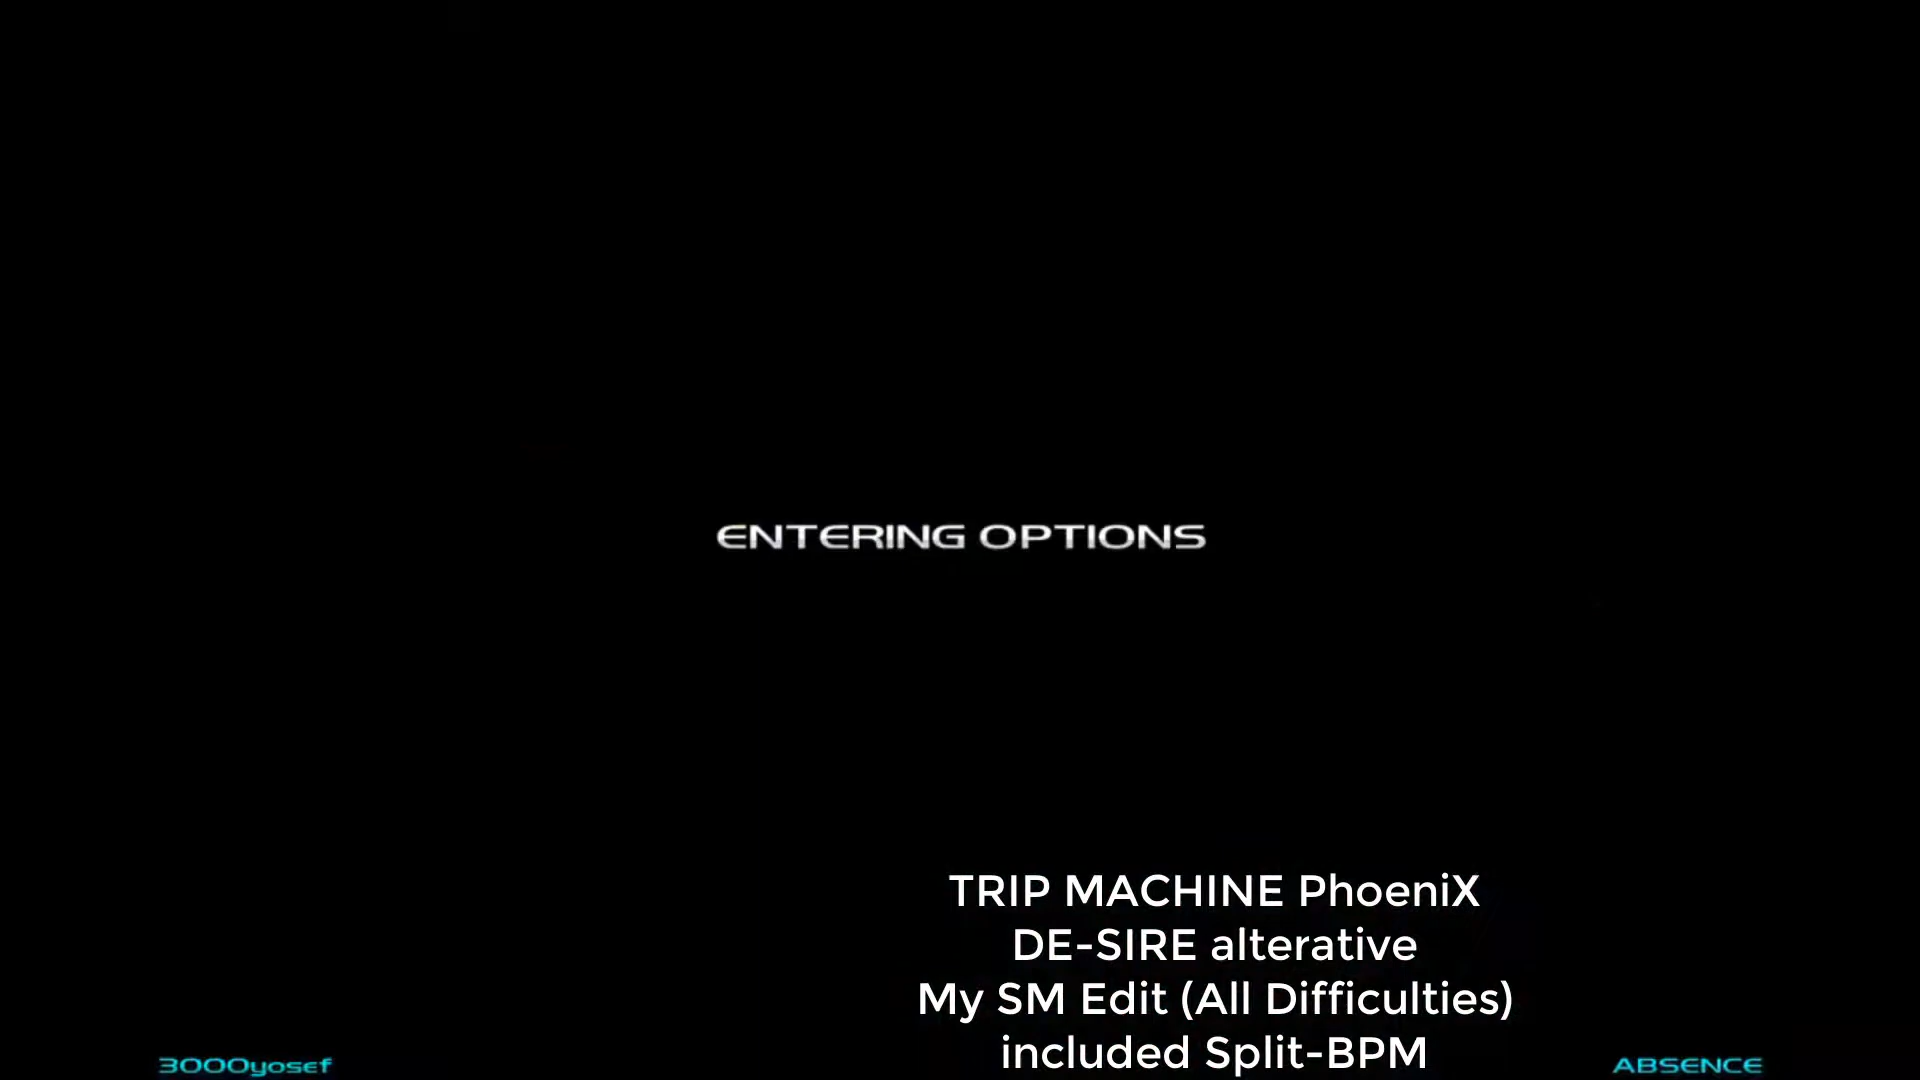 ENTERING OPTIONS
TRIP MACHINE PhoeniX
DE-SIRE alterative
My SM Edit (All Difficulties)
included Split-BPM
3000yosef
ABSENCE